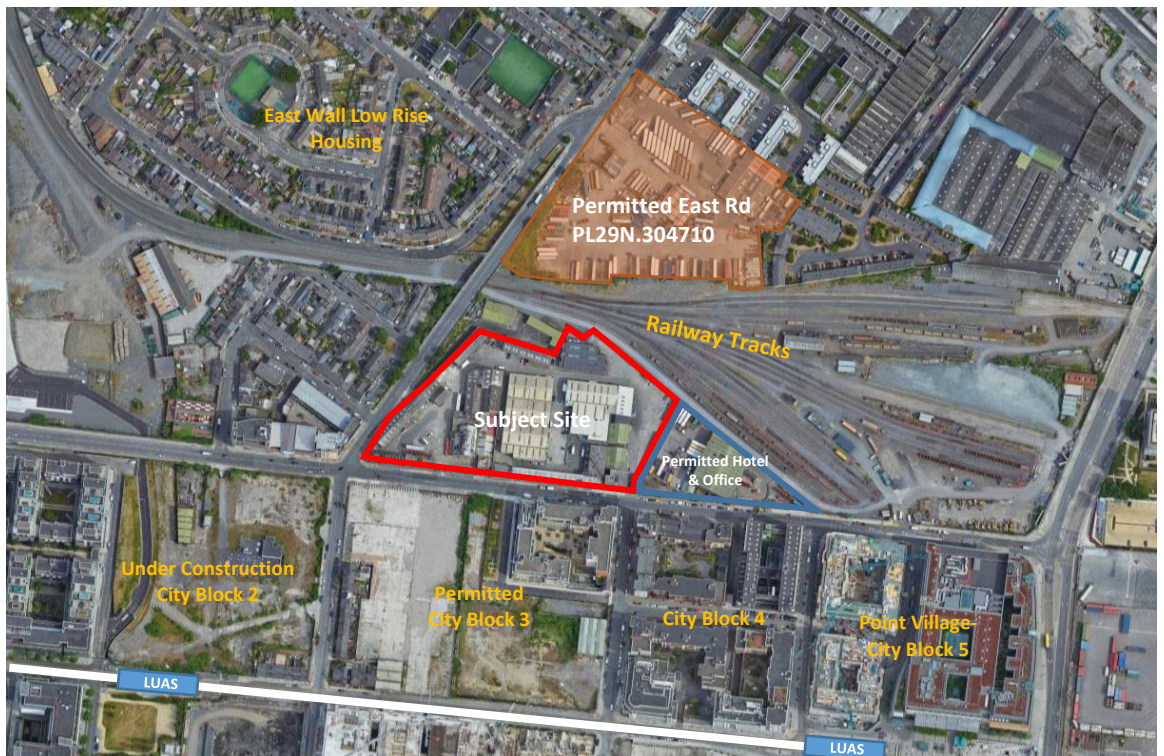 East Wall Low Rise
Housing
Permitted East Rd
PL29N.304710
Railway Tracks
Subject Site
Permitted Hotel
& Office
Under Construction
City Block 2
Permitted
City Block 3
City Block 4
Point Village-
City Block 5
LUAS
LUAS